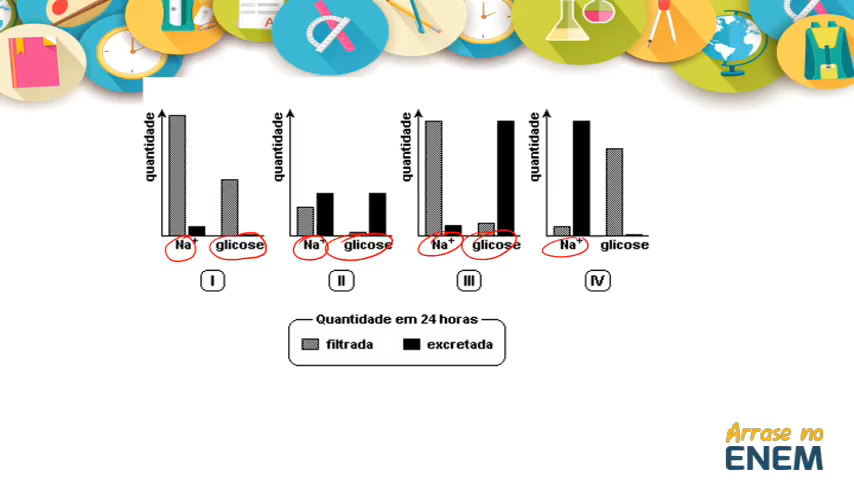 A
quantidade
quantidade
quantidade
quantidade
Na+ glicose
Na+ glicose
Na+ glicose
Na+ glicose
I
II
III
IV
Quantidade em 24 horas
filtrada
excretada
Arrase no
ENEM